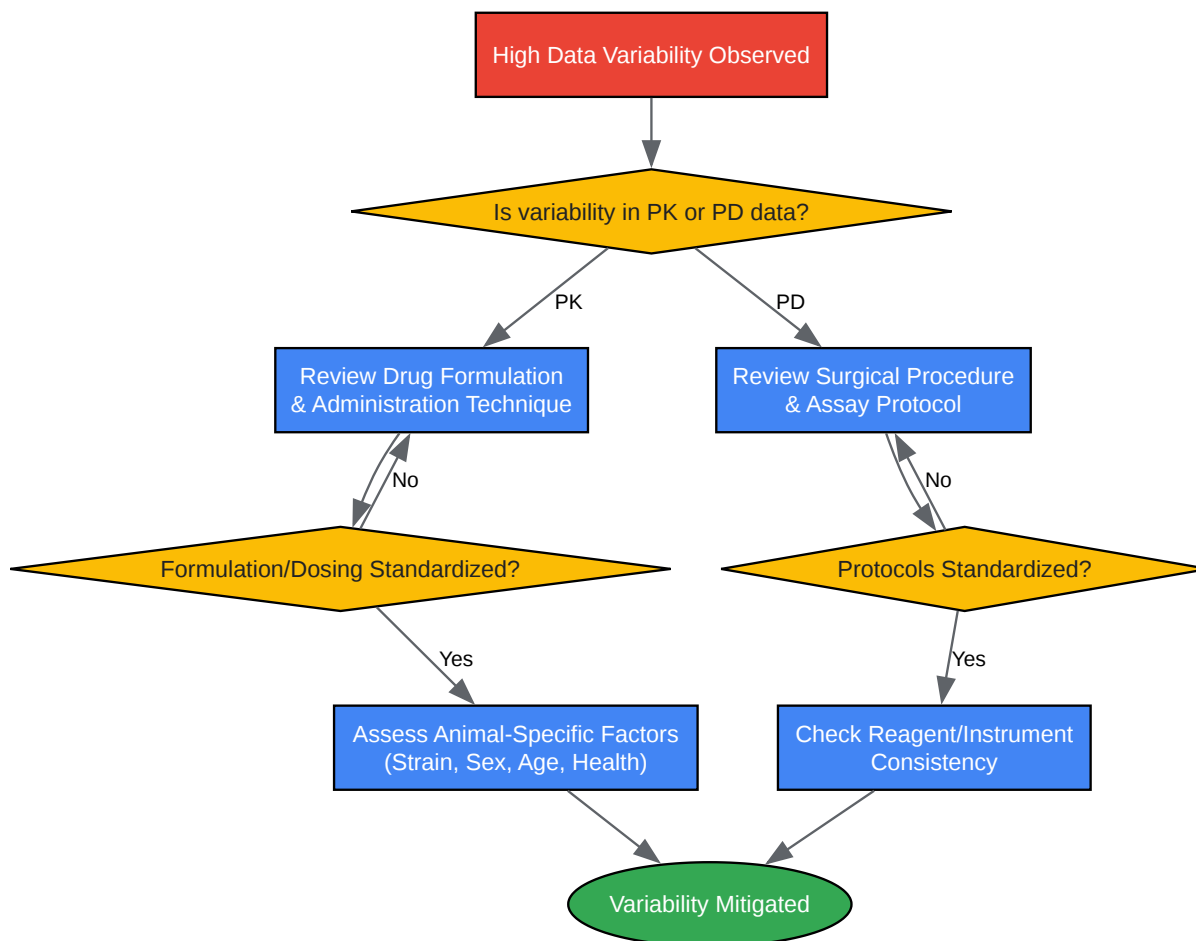 High Data Variability Observed
Is variability in PK or PD data?
PK
PD
Review Drug Formulation
& Administration Technique
Review Surgical Procedure
& Assay Protocol
No
No
Formulation/Dosing Standardized?
Protocols Standardized?
Yes
Yes
Assess Animal-Specific Factors
(Strain, Sex, Age, Health)
Check Reagent/Instrument
Consistency
Variability Mitigated